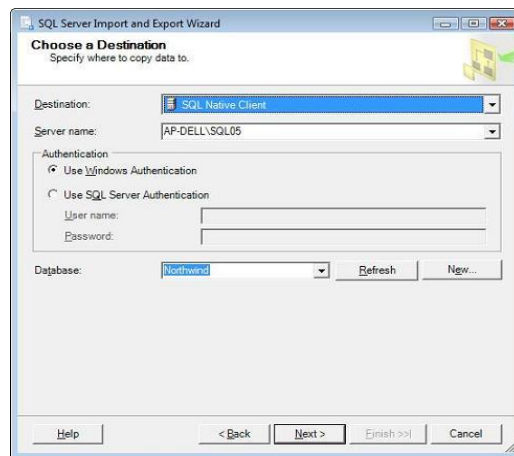 SQL Server Import and Export Wizard
Choose a Destination
Specify where to copy data to.
Destination: SQL Native Client
Server name: AP-DELL\SQL05
Authentication
Use Windows Authentication
Use SQL Server Authentication
User name:
Password:
Database: Northwind Refresh New...
Help < Back Next > Finish >>| Cancel